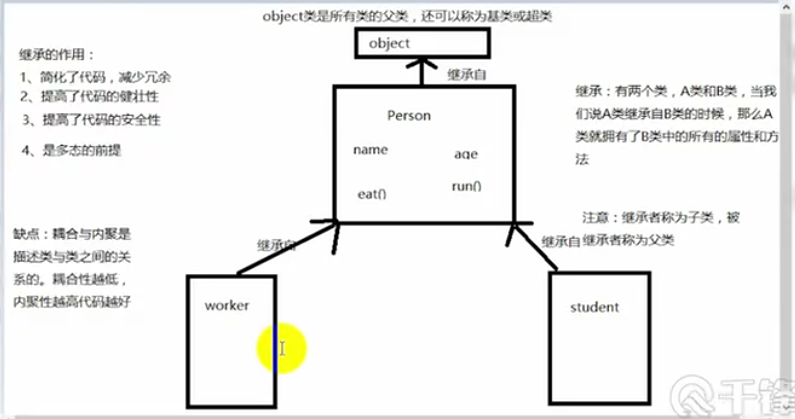 object类是所有类的父类，还可以称为基类或超类
object
继承自
继承的作用：
1、简化了代码，减少冗余
2、提高了代码的健壮性
3、提高了代码的安全性
4、是多态的前提
Person
name
age
eat()
run()
继承：有两个类，A类和B类，当我
们说A类继承自B类的时候，那么A
类就拥有了B类中的所有的属性和方
法
注意：继承者称为子类，被
继承者称为父类
缺点：耦合与内聚是
描述类与类之间的关
系的。耦合性越低，
内聚性越高代码越好
继承自
继承自
worker
student
千锋